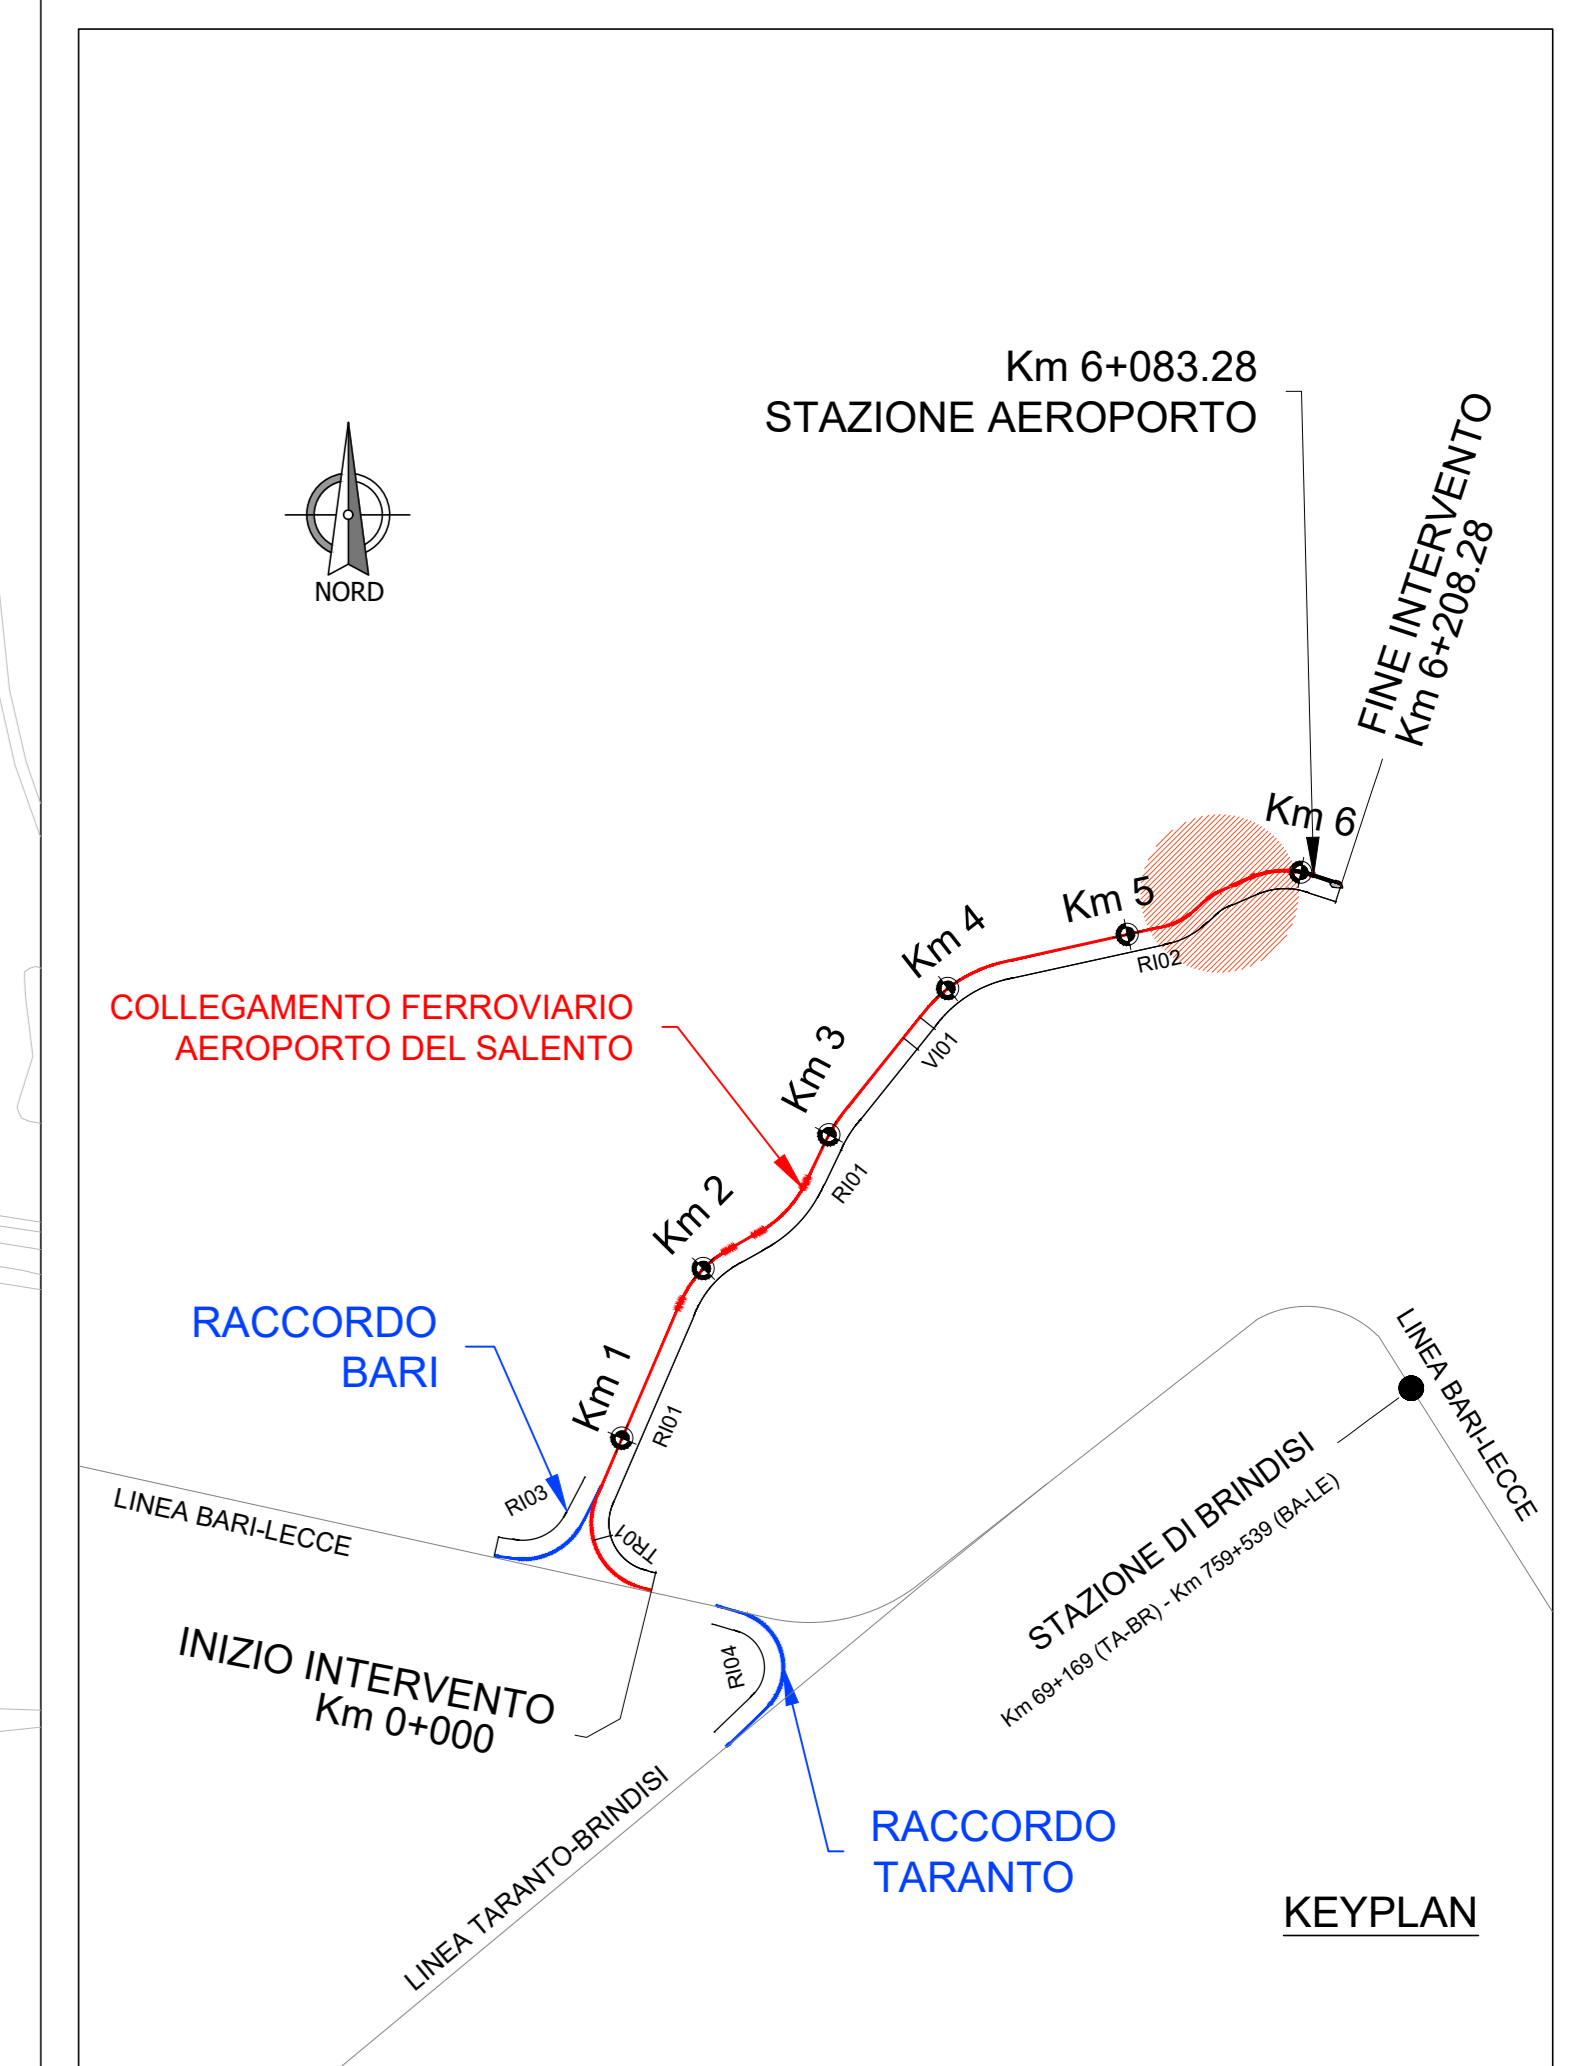 Km 6+083.28
STAZIONE AEROPORTO
FINE INTERVENTO
Km 6+208.28
NORD
Km 6
Km 5
RI02
Km 4
COLLEGAMENTO FERROVIARIO
AEROPORTO DEL SALENTO
VI01
Km 3
RI01
Km 2
RACCORDO
BARI
Km 1
RI01
LINEA BARI-LECCE
RI03
TR01
LINEA BARI-LECCE
STAZIONE DI BRINDISI
Km 69+169 (TA-BR) - Km 759+539 (BA-LE)
INIZIO INTERVENTO
Km 0+000
RI04
LINEA TARANTO-BRINDISI
RACCORDO
TARANTO
KEYPLAN